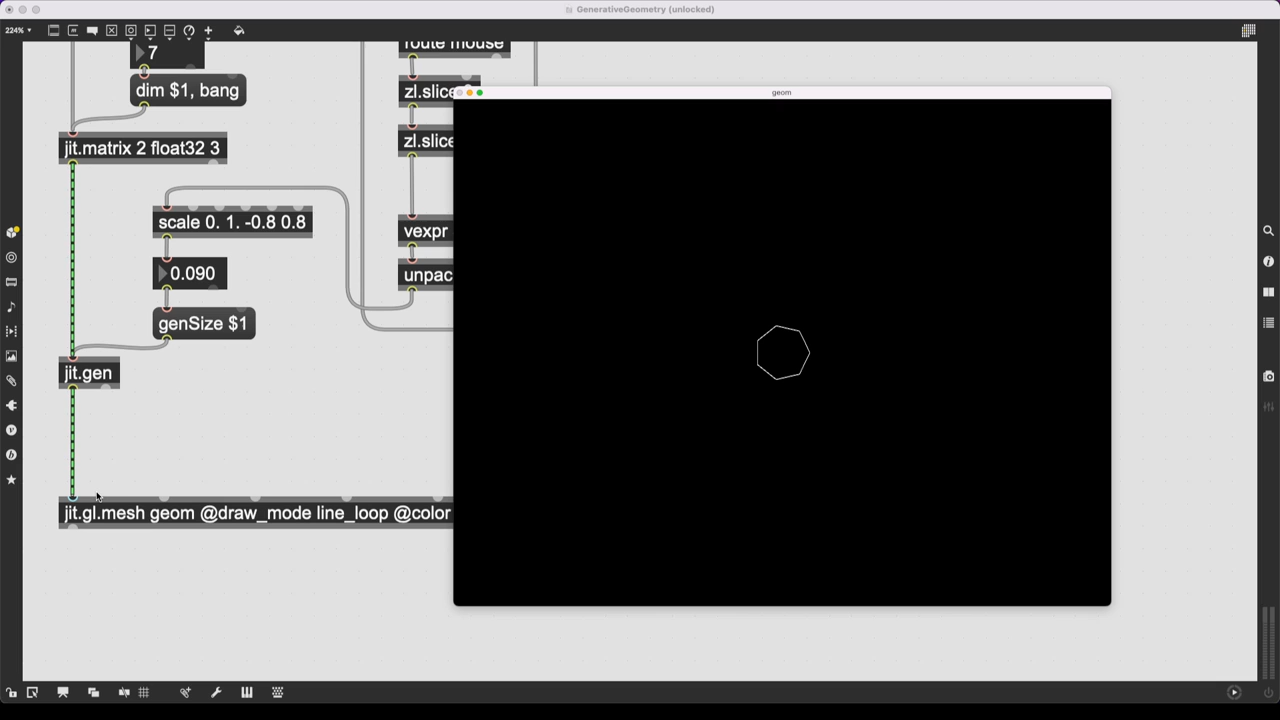 GenerativeGeometry (unlocked)
224%
7
route mouse
dim $1, bang
zl.slice
geom
jit.matrix 2 float32 3
zl.slice
scale 0. 1. -0.8 0.8
vexpr
0.090
unpac
genSize $1
jit.gen
jit.gl.mesh geom @draw_mode line_loop @color